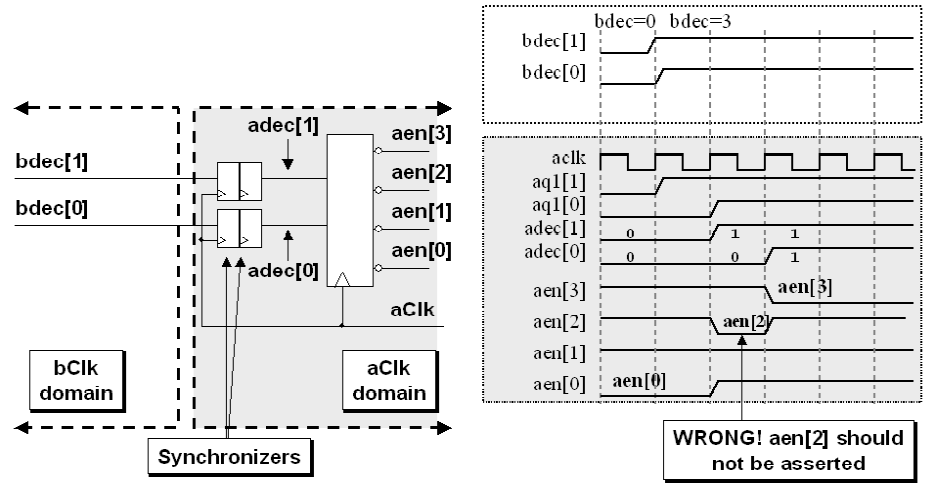 bdec[1]
bdec[0]
adec[1]
adec[0]
aen[3]
aen[2]
aen[1]
aen[0]
aClk
bClk
domain
aClk
domain
Synchronizers
bdec=0 bdec=3
bdec[1]
bdec[0]
aclk
aq1[1]
aq1[0]
adec[1] 0 1 1
adec[0] 0 0 1
aen[3] aen[3]
aen[2] aen[2]
aen[1]
aen[0] aen[0]
WRONG! aen[2] should
not be asserted